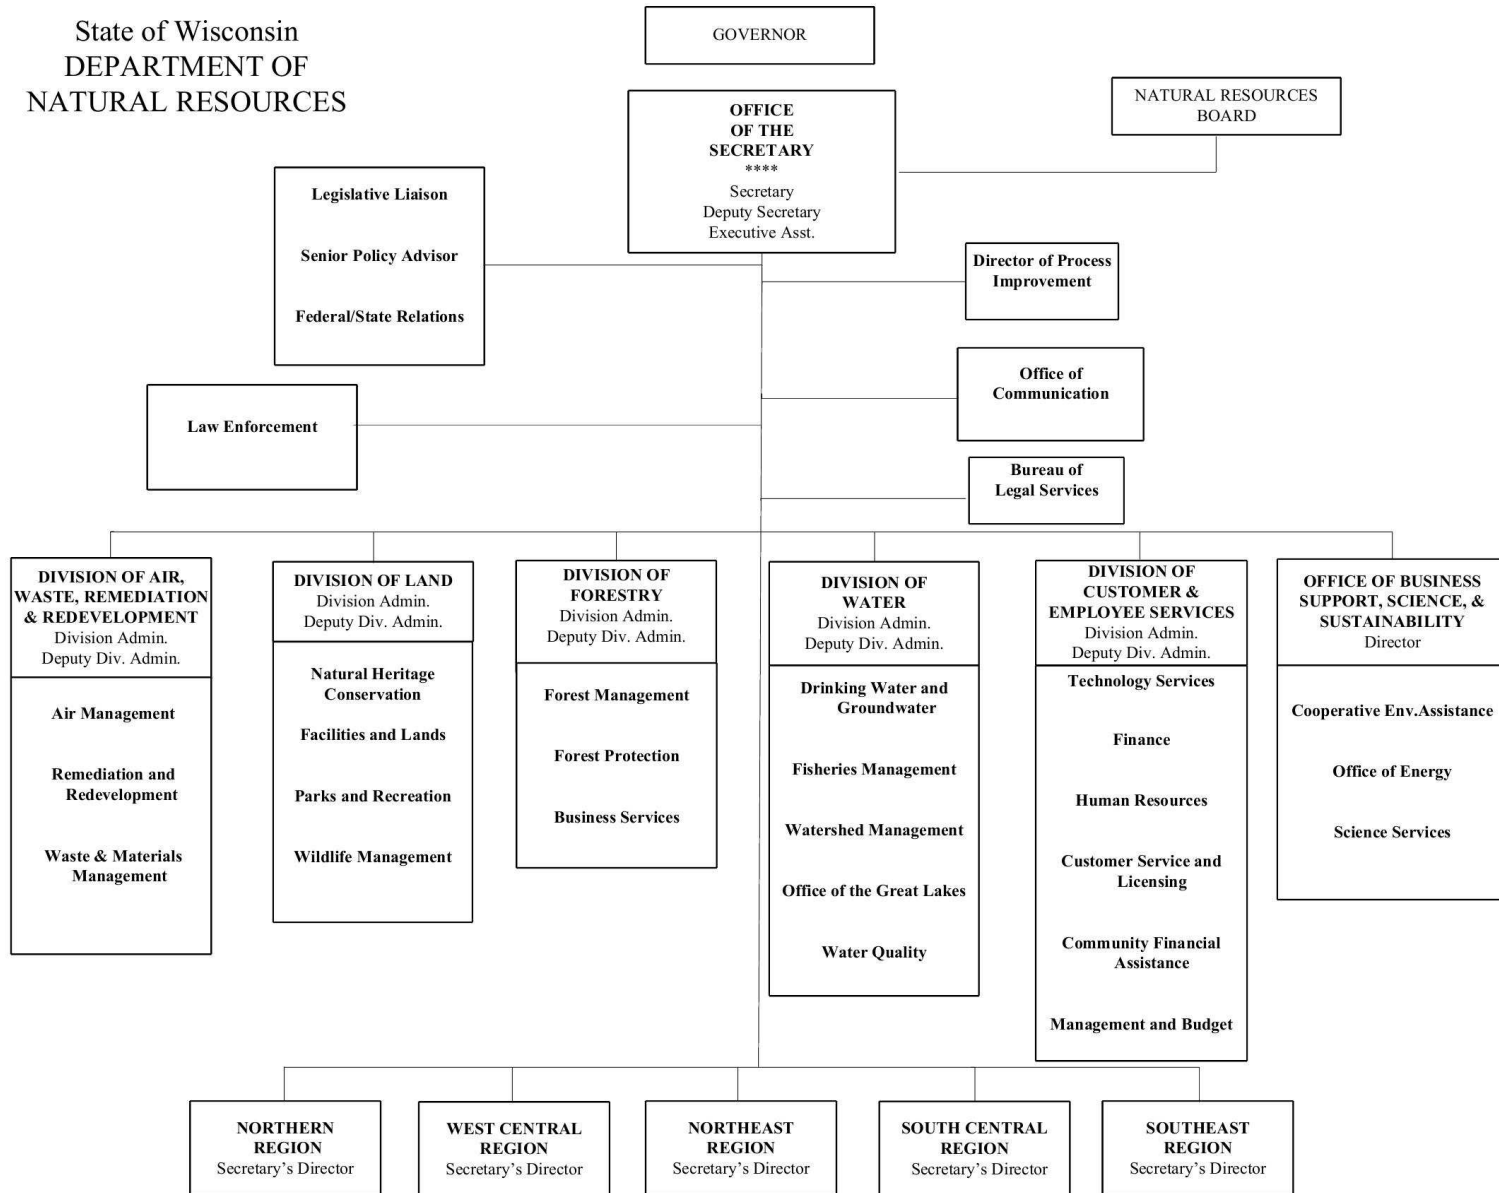 State of Wisconsin
DEPARTMENT OF
NATURAL RESOURCES
GOVERNOR
OFFICE
OF THE
SECRETARY
****
Secretary
Deputy Secretary
Executive Asst.
NATURAL RESOURCES
BOARD
Legislative Liaison
Senior Policy Advisor
Federal/State Relations
Director of Process
Improvement
Office of
Communication
Law Enforcement
Bureau of
Legal Services
DIVISION OF AIR,
WASTE, REMEDIATION
& REDEVELOPMENT
Division Admin.
Deputy Div. Admin.
Air Management
Remediation and
Redevelopment
Waste & Materials
Management
DIVISION OF LAND
Division Admin.
Deputy Div. Admin.
Natural Heritage
Conservation
Facilities and Lands
Parks and Recreation
Wildlife Management
DIVISION OF
FORESTRY
Division Admin.
Deputy Div. Admin.
Forest Management
Forest Protection
Business Services
DIVISION OF
WATER
Division Admin.
Deputy Div. Admin.
Drinking Water and
Groundwater
Fisheries Management
Watershed Management
Office of the Great Lakes
Water Quality
DIVISION OF
CUSTOMER &
EMPLOYEE SERVICES
Division Admin.
Deputy Div. Admin.
Technology Services
Finance
Human Resources
Customer Service and
Licensing
Community Financial
Assistance
Management and Budget
OFFICE OF BUSINESS
SUPPORT, SCIENCE, &
SUSTAINABILITY
Director
Cooperative Env.Assistance
Office of Energy
Science Services
NORTHERN
REGION
Secretary's Director
WEST CENTRAL
REGION
Secretary's Director
NORTHEAST
REGION
Secretary's Director
SOUTH CENTRAL
REGION
Secretary's Director
SOUTHEAST
REGION
Secretary's Director